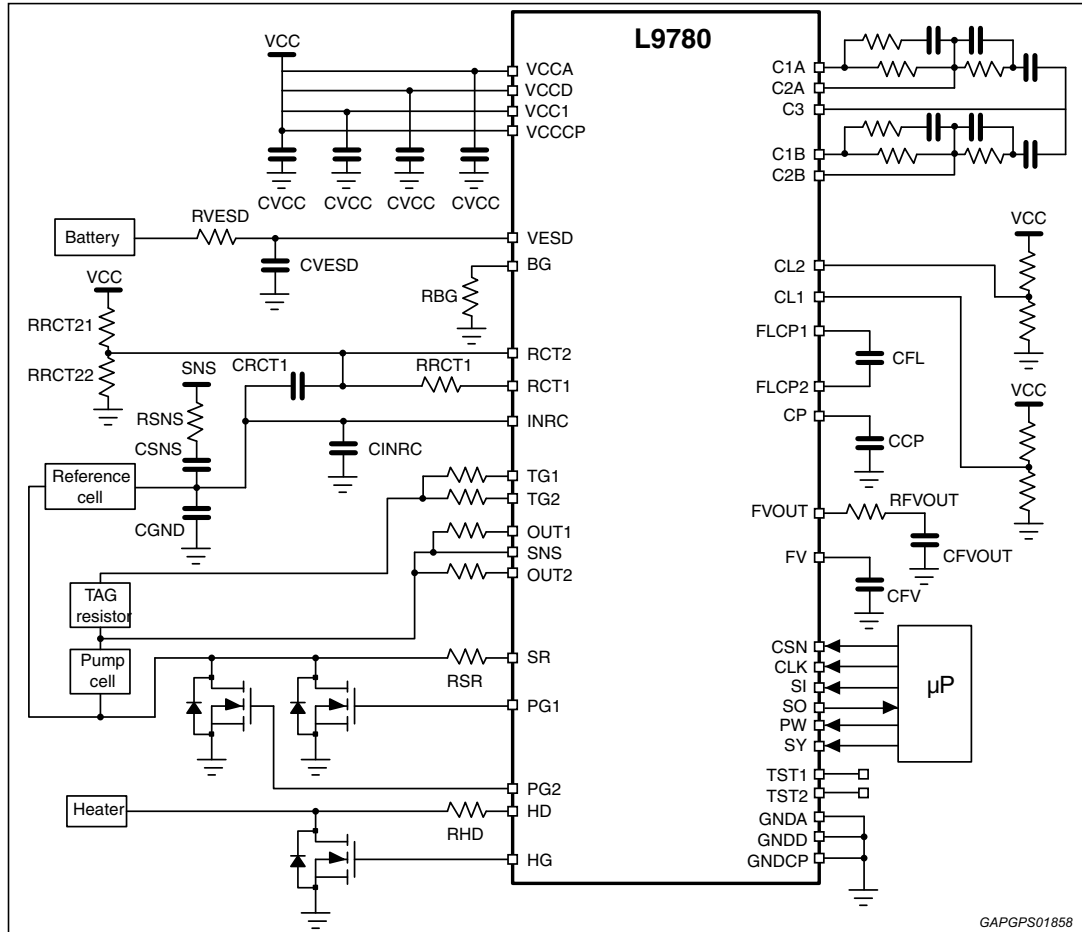 L9780
VCC
VCCA
VCCD
VCC1
VCCCP
CVCC CVCC CVCC CVCC
Battery
RVESD
VESD
CVESD
BG
RBG
VCC
RRCT21
RCT2
RRCT22
CRCT1
RRCT1
RCT1
SNS
RSNS
INRC
CSNS
CINRC
Reference
cell
CGND
TG1
TG2
OUT1
SNS
OUT2
TAG
resistor
Pump
cell
SR
RSR
PG1
PG2
Heater
HD
RHD
HG
C1A
C2A
C3
C1B
C2B
VCC
CL2
CL1
FLCP1
CFL
FLCP2
VCC
CP
CCP
FVOUT
RFVOUT
CFVOUT
FV
CFV
CSN
CLK
SI
SO
PW
SY
µP
TST1
TST2
GNDA
GNDD
GNDCP
GAPGPS01858